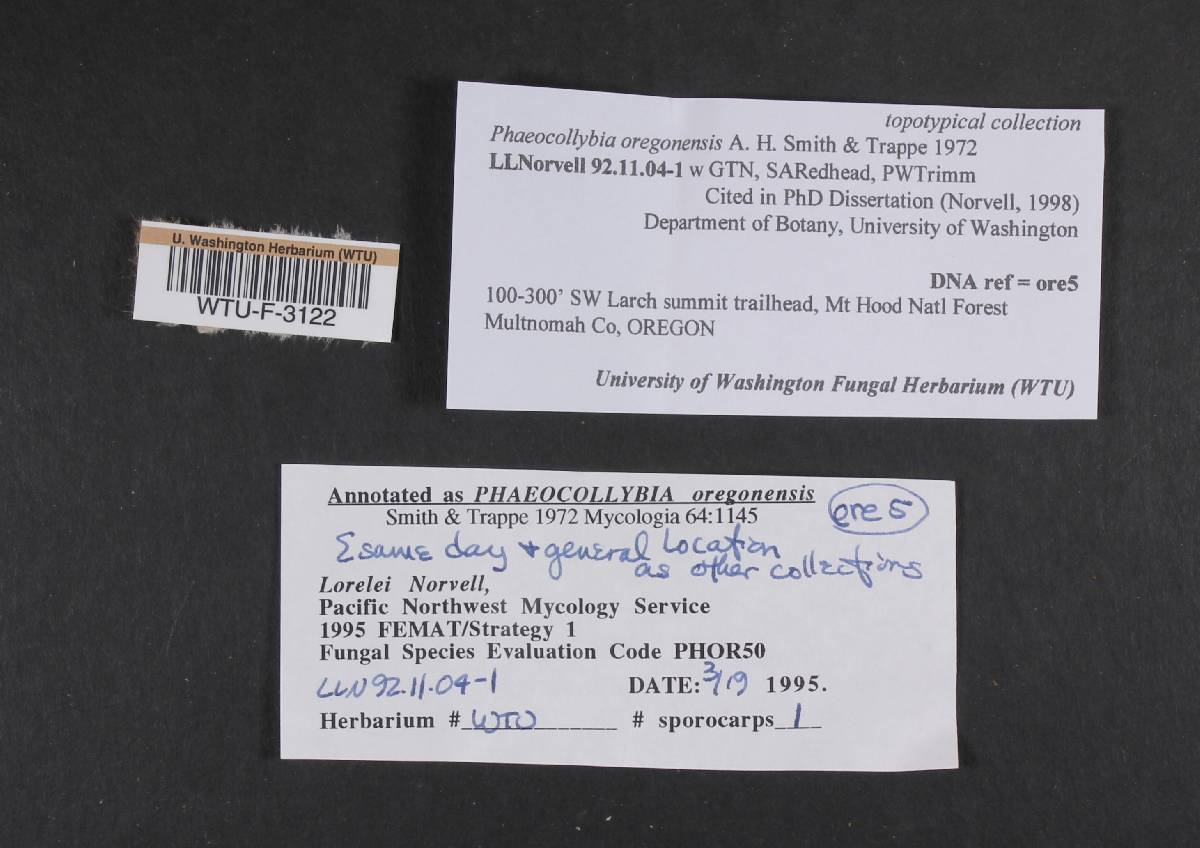 U. Washington Herbarium (WTU)
WTU-F-3122
topotypical collection
Phaeocollybia oregonensis A. H. Smith & Trappe 1972
LLNorvell 92.11.04-1 w GTN, SARedhead, PWTrimm
Cited in PhD Dissertation (Norvell, 1998)
Department of Botany, University of Washington
DNA ref = ore5
100-300' SW Larch summit trailhead, Mt Hood Natl Forest
Multnomah Co, OREGON
University of Washington Fungal Herbarium (WTU)
Annotated as PHAEOCOLLYBIA oregonensis
Smith & Trappe 1972 Mycologia 64:1145
ore 5
same day + general location
as other collections
Lorelei Norvell,
Pacific Northwest Mycology Service
1995 FEMAT/Strategy 1
Fungal Species Evaluation Code PHOR50
LLN92.11.04-1 DATE: 3/19 1995.
Herbarium # WTU # sporocarps 1